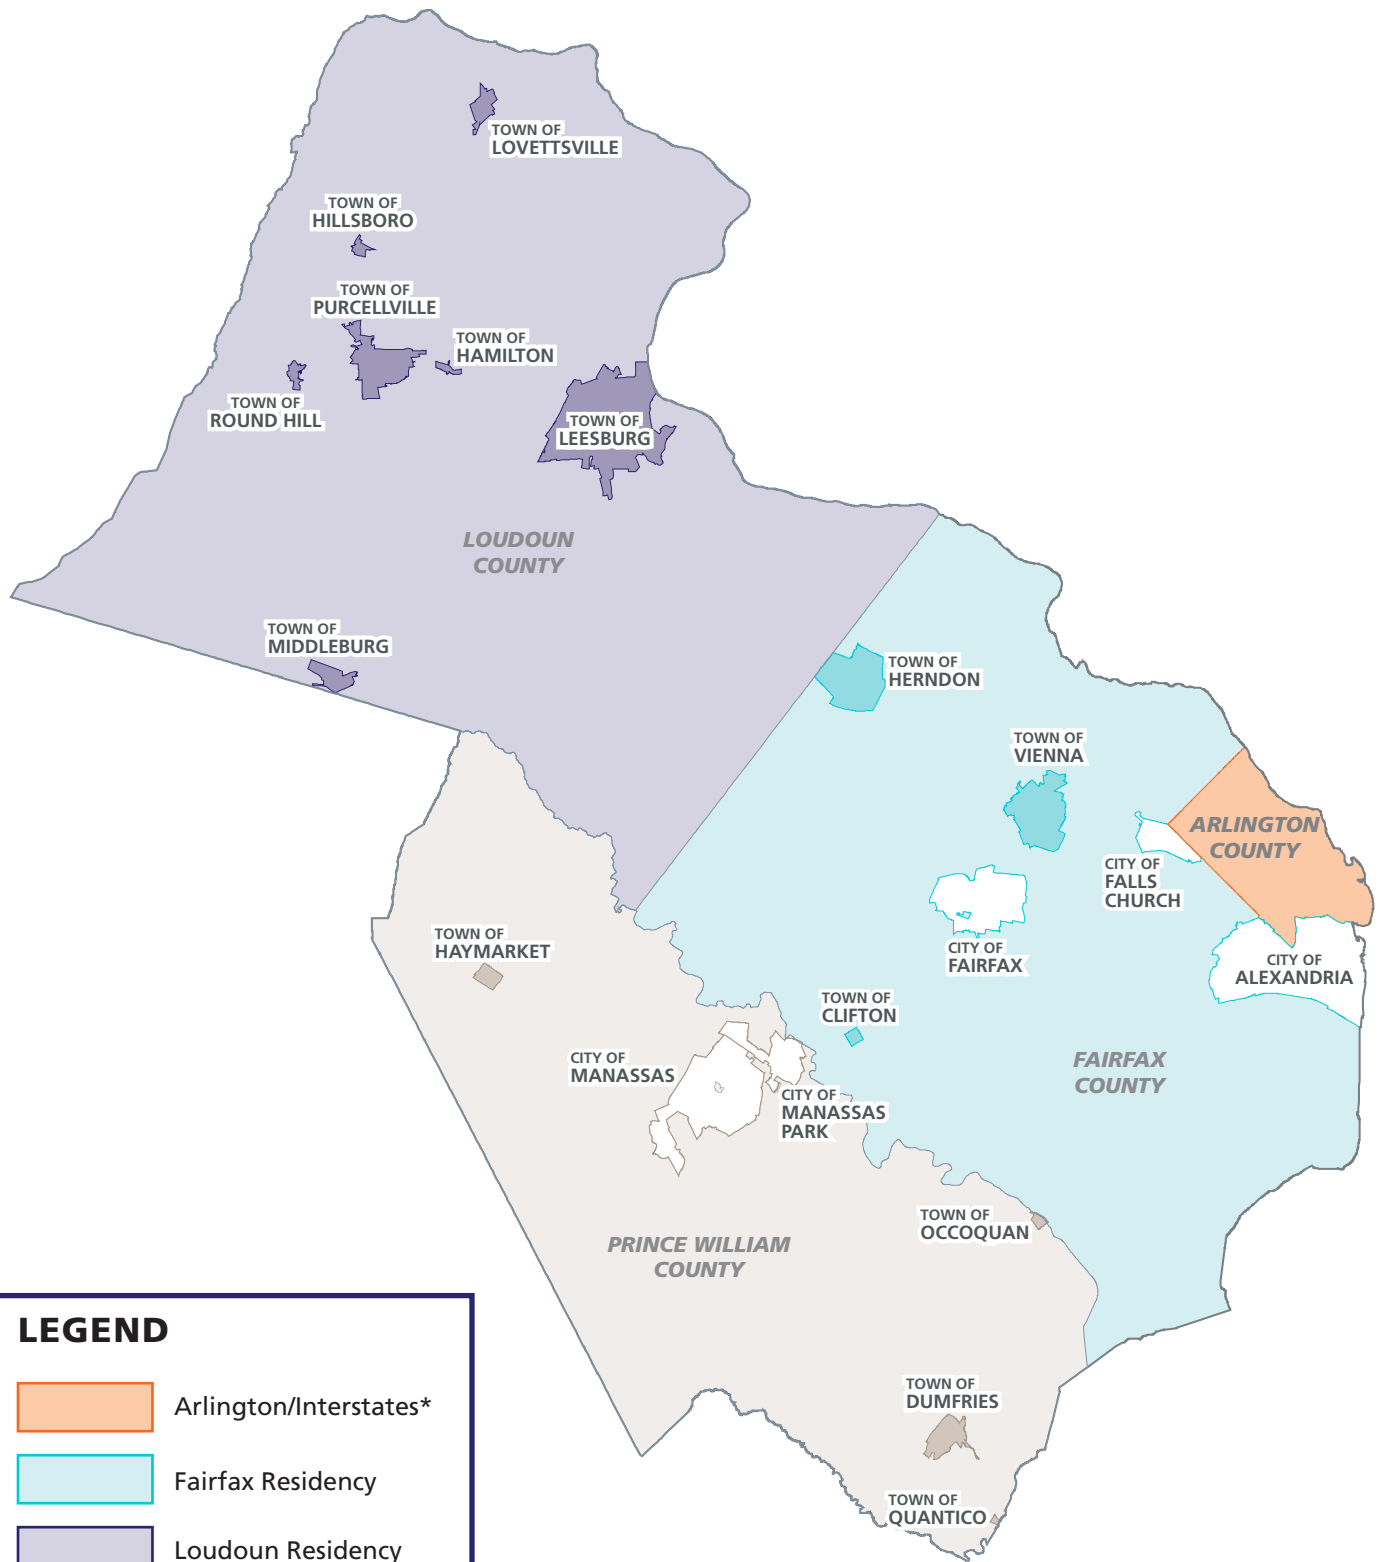 TOWN OF
LOVETTSVILLE
TOWN OF
HILLSBORO
TOWN OF
PURCELLVILLE
TOWN OF
HAMILTON
TOWN OF
ROUND HILL
TOWN OF
LEESBURG
LOUDOUN
COUNTY
TOWN OF
MIDDLEBURG
TOWN OF
HERNDON
TOWN OF
VIENNA
ARLINGTON
COUNTY
CITY OF
FALLS
CHURCH
TOWN OF
HAYMARKET
CITY OF
FAIRFAX
CITY OF
ALEXANDRIA
TOWN OF
CLIFTON
CITY OF
MANASSAS
FAIRFAX
COUNTY
CITY OF
MANASSAS
PARK
TOWN OF
OCCOQUAN
PRINCE WILLIAM
COUNTY
TOWN OF
DUMFRIES
TOWN OF
QUANTICO
LEGEND
Arlington/Interstates*
Fairfax Residency
Loudoun Residency